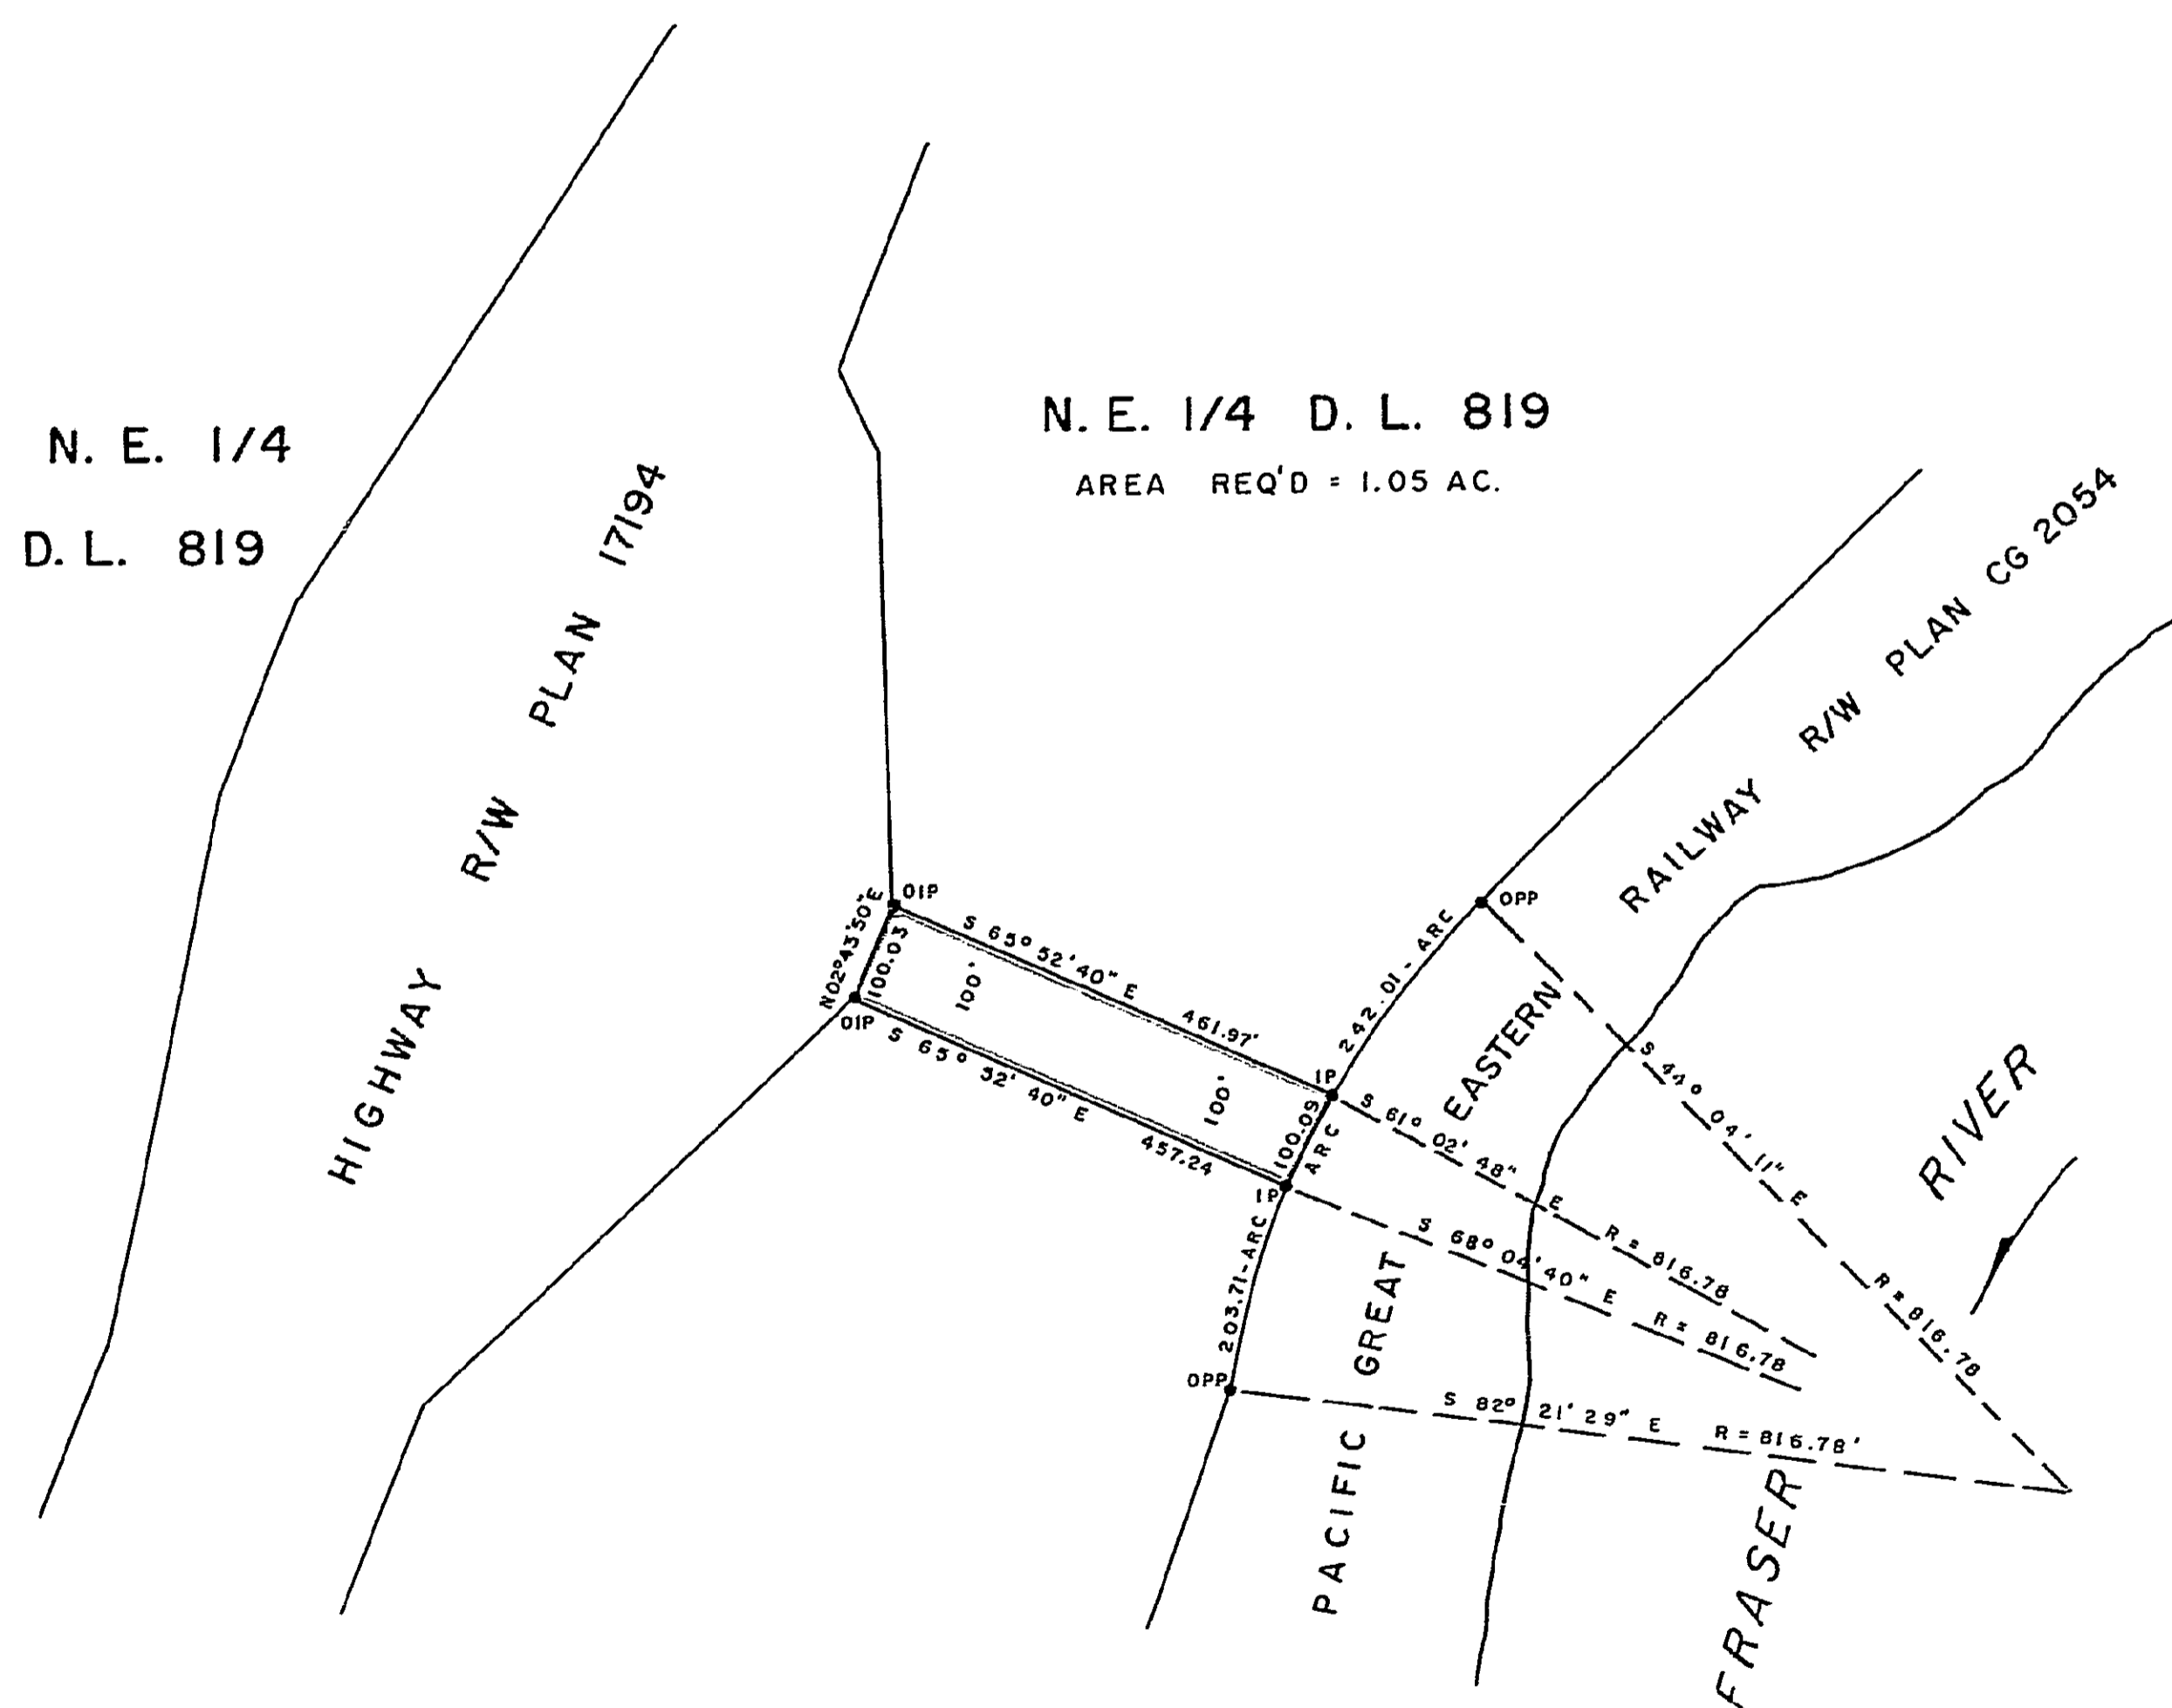 N. E. 1/4
D. L. 819
N. E. 1/4 D. L. 819
AREA REQ'D = 1.05 AC.
HIGHWAY R/W PLAN 17194
RAILWAY R/W PLAN CG 2054
PACIFIC GREAT EASTERN
FRASER RIVER
OIP
N02°43'50"E
100.03
OIP
S 65° 52' 40" E 461.97'
100'
100'
S 65° 52' 40" E 457.24
IP
100.09
ARC
IP
OPP
242.01 - ARC
203.71 - ARC
OPP
S 44° 04' 11" E R = 816.78
S 61° 02' 48" E R = 816.78
S 68° 04' 40" E R = 816.78
S 82° 21' 29" E R = 816.78'